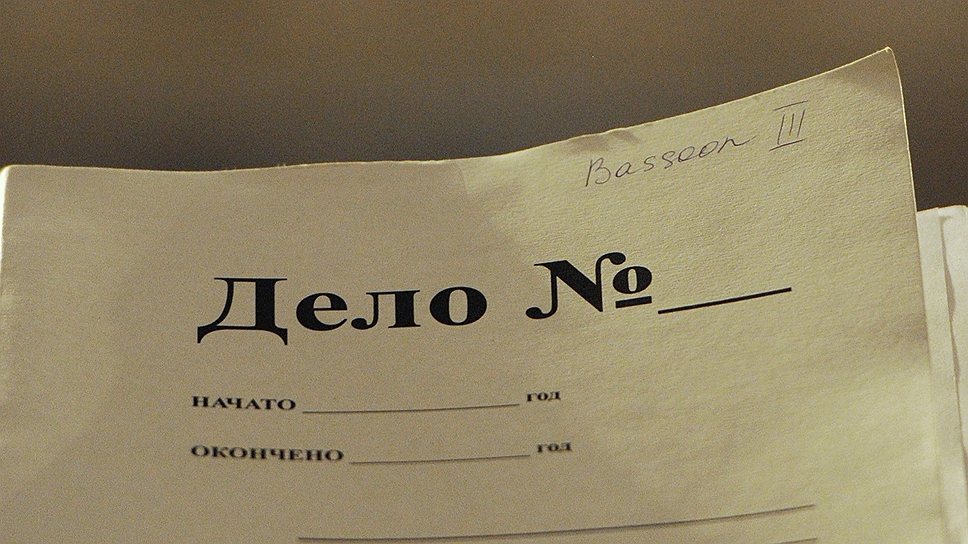 Bassoon III
Дело №
НАЧАТО год
ОКОНЧЕНО год